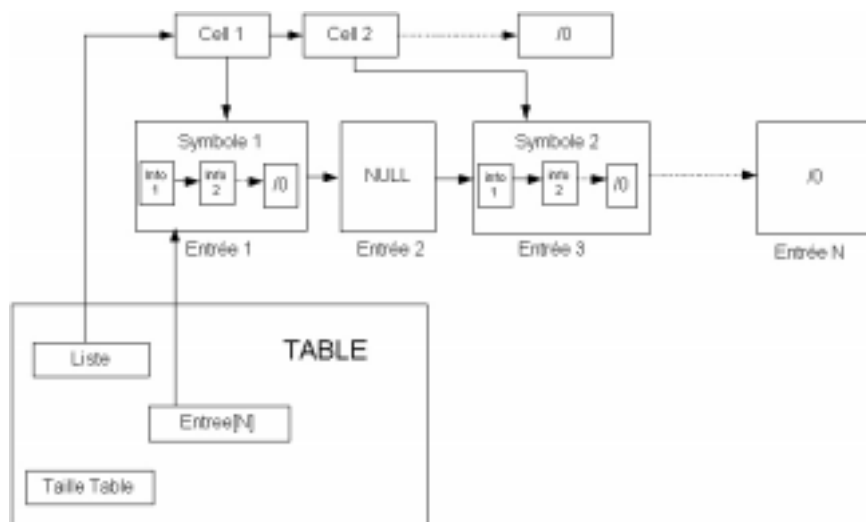 Cell 1
Cell 2
/0
Symbole 1
info 1
info 2
/0
Entrée 1
NULL
Entrée 2
Symbole 2
info 1
info 2
/0
Entrée 3
/0
Entrée N
TABLE
Liste
Entree[N]
Taille Table